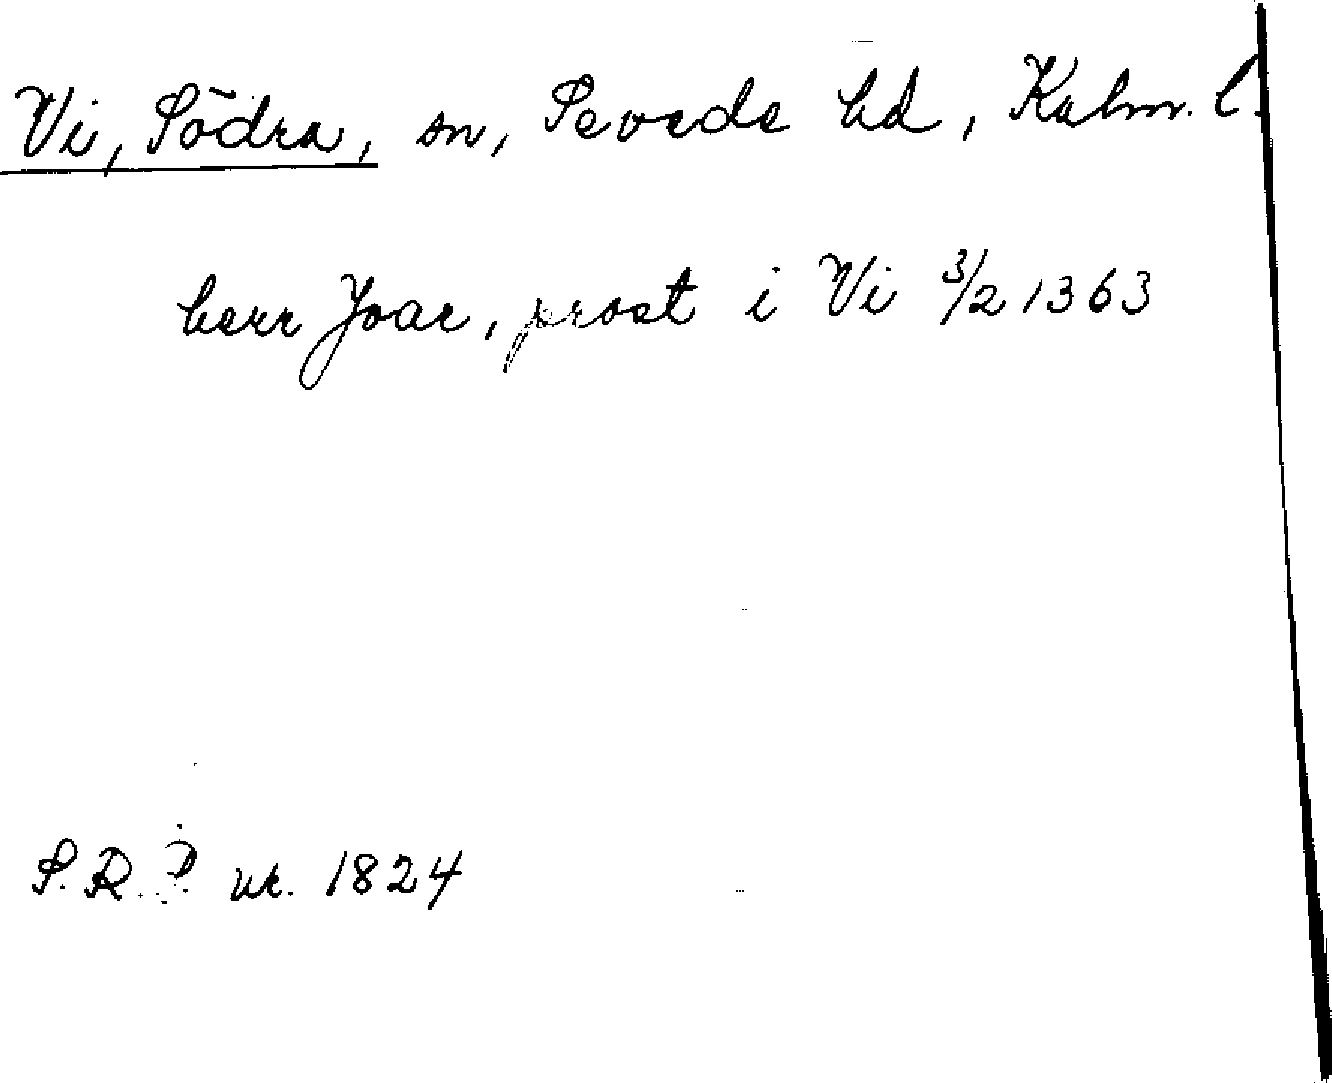 Vi, Södra, sn, Sevede hd, Kalm. l.
herr Joar, prost i Vi 3/2 1363
S.R.P. nr. 1824